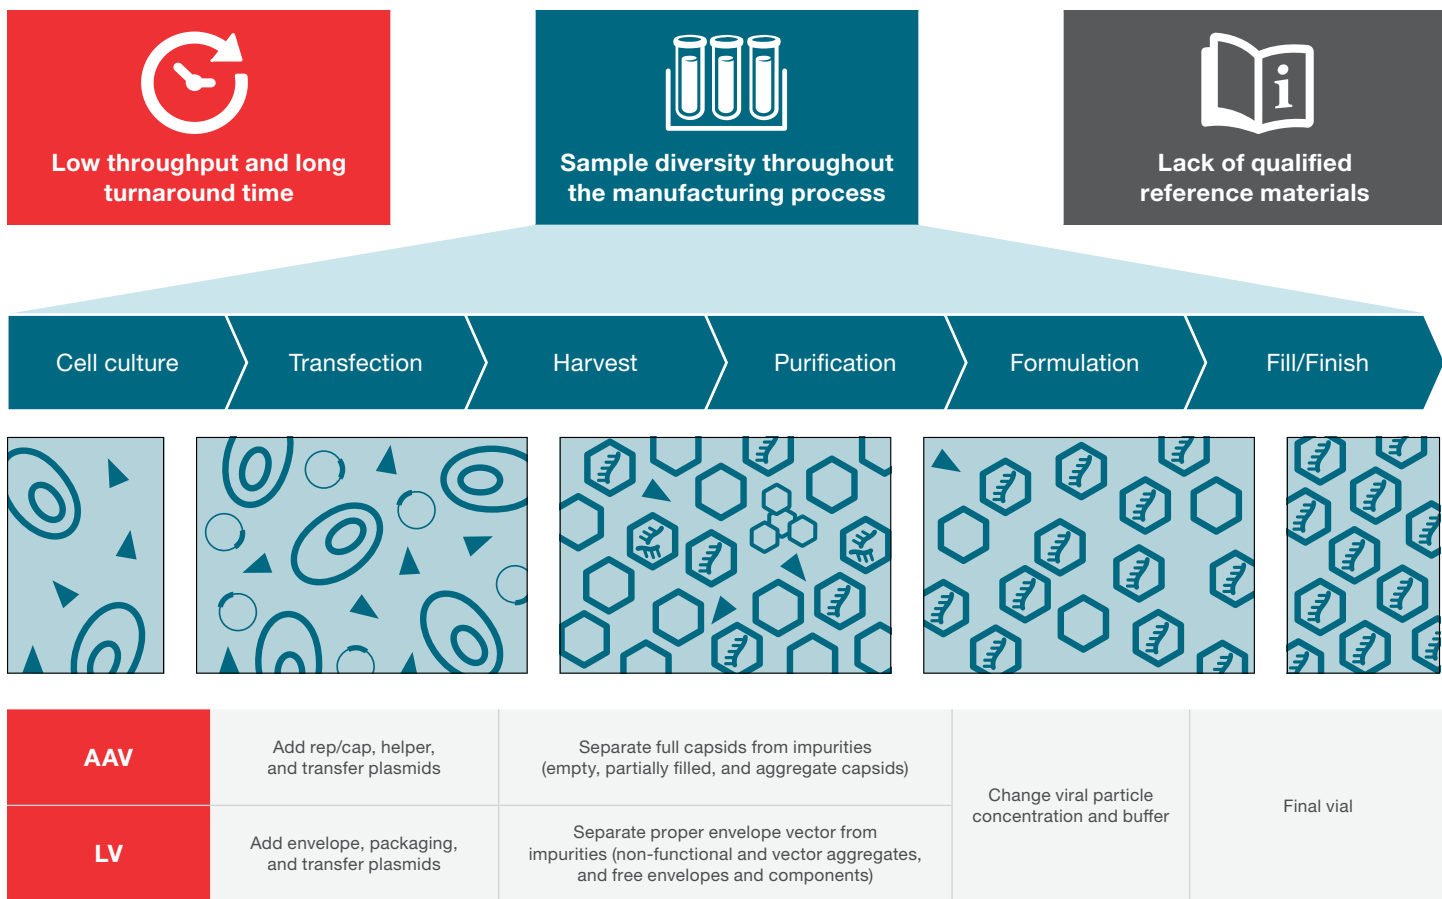 Low throughput and long
turnaround time
Sample diversity throughout
the manufacturing process
i
Lack of qualified
reference materials
Cell culture
Transfection
Harvest
Purification
Formulation
Fill/Finish
AAV
Add rep/cap, helper,
and transfer plasmids
Separate full capsids from impurities
(empty, partially filled, and aggregate capsids)
Change viral particle
concentration and buffer
Final vial
LV
Add envelope, packaging,
and transfer plasmids
Separate proper envelope vector from
impurities (non-functional and vector aggregates,
and free envelopes and components)